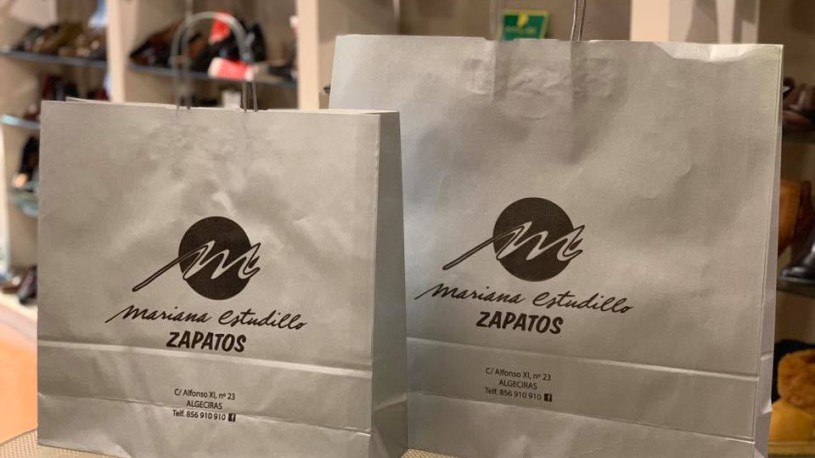 mariana estudillo
ZAPATOS
C/ Alfonso XI, nº 23
ALGECIRAS
Telf. 856 910 910
mariana estudillo
ZAPATOS
C/ Alfonso XI, nº 23
ALGECIRAS
Telf. 856 910 910